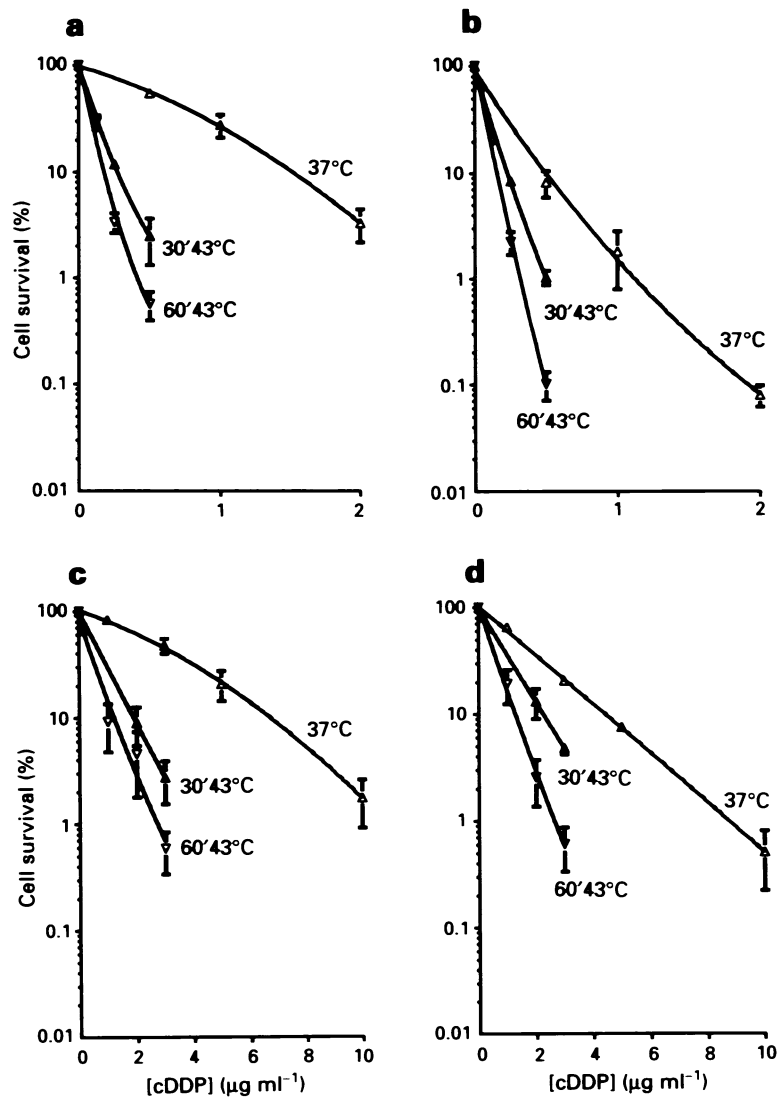 a
100
10
1
0.1
0.01
Cell survival (%)
37°C
30′43°C
60′43°C
0 1 2
b
100
10
1
0.1
0.01
37°C
30′43°C
60′43°C
0 1 2
c
100
10
1
0.1
0.01
Cell survival (%)
37°C
30′43°C
60′43°C
0 2 4 6 8 10
[cDDP] (μg ml⁻¹)
d
100
10
1
0.1
0.01
37°C
30′43°C
60′43°C
0 2 4 6 8 10
[cDDP] (μg ml⁻¹)